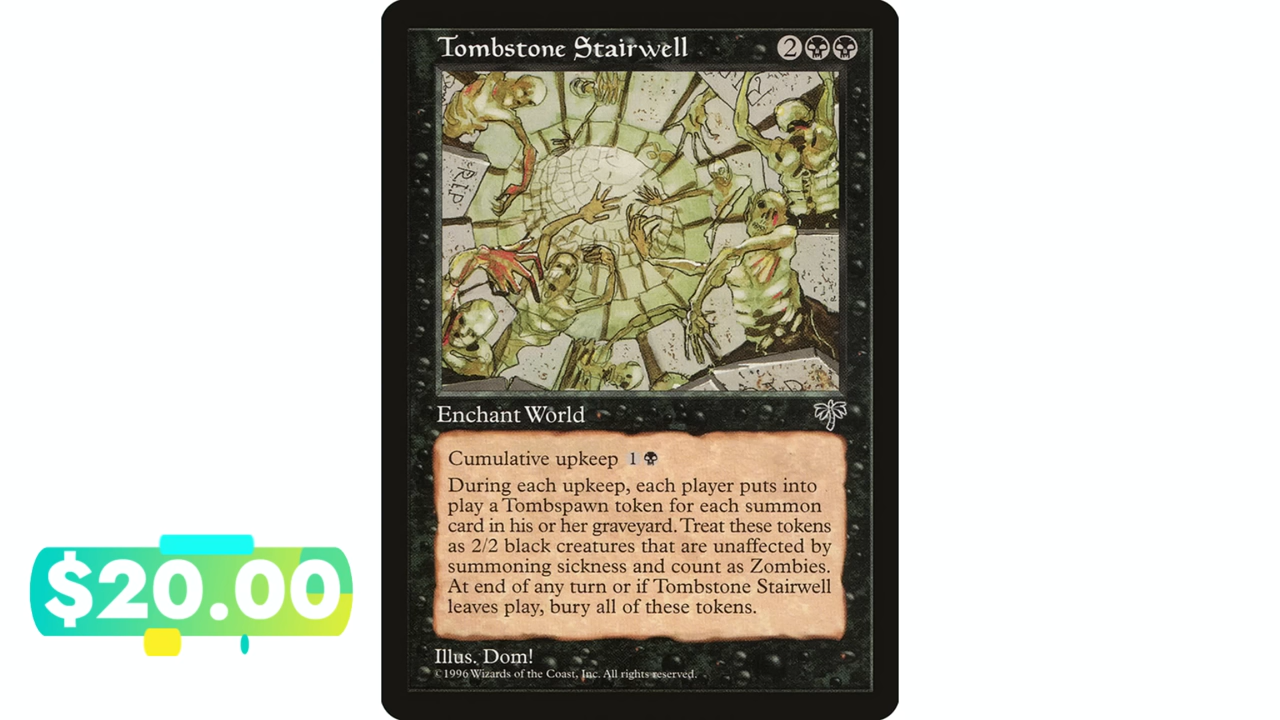 Tombstone Stairwell 2
R.I.P
Enchant World
Cumulative upkeep 1
During each upkeep, each player puts into
play a Tombspawn token for each summon
card in his or her graveyard. Treat these tokens
as 2/2 black creatures that are unaffected by
summoning sickness and count as Zombies.
At end of any turn or if Tombstone Stairwell
leaves play, bury all of these tokens.
$20.00
Illus. Dom!
©1996 Wizards of the Coast, Inc. All rights reserved.